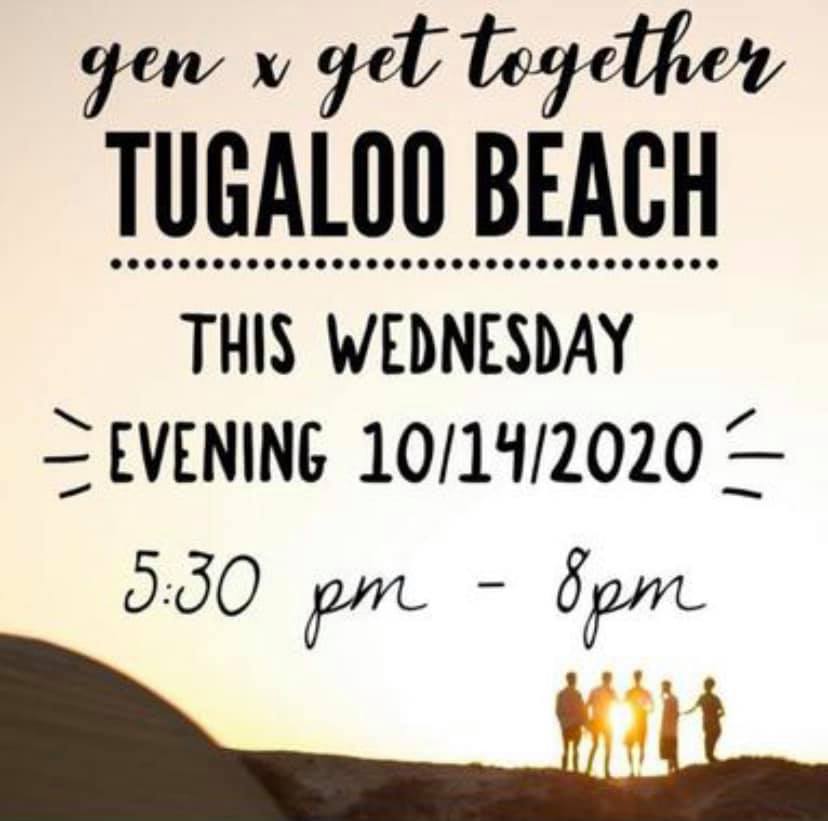 gen x get together
TUGALOO BEACH
THIS WEDNESDAY
EVENING 10/14/2020
5:30 pm - 8pm